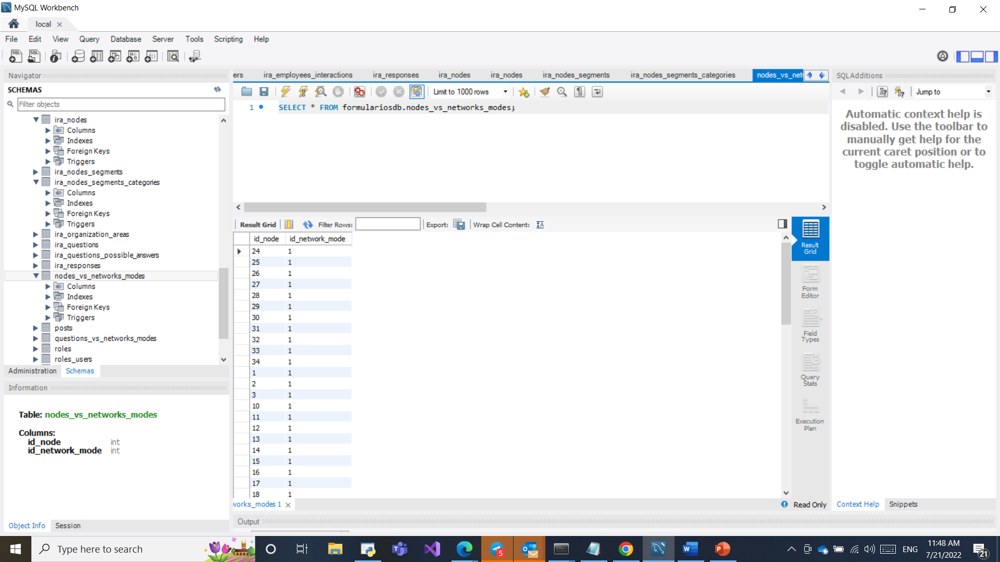 MySQL Workbench
local
File Edit View Query Database Server Tools Scripting Help
Navigator
SCHEMAS
Filter objects
ira_nodes
Columns
Indexes
Foreign Keys
Triggers
ira_nodes_segments
ira_nodes_segments_categories
Columns
Indexes
Foreign Keys
Triggers
ira_organization_areas
ira_questions
ira_questions_possible_answers
ira_responses
nodes_vs_networks_modes
Columns
Indexes
Foreign Keys
Triggers
posts
questions_vs_networks_modes
roles
roles_users
Administration Schemas
Information
Table: nodes_vs_networks_modes
Columns:
id_node int
id_network_mode int
Object Info Session
ers ira_employees_interactions ira_responses ira_nodes ira_nodes ira_nodes_segments ira_nodes_segments_categories nodes_vs_net
Limit to 1000 rows
1 SELECT * FROM formulariosdb.nodes_vs_networks_modes;
Result Grid Filter Rows: Export: Wrap Cell Content:
id_node id_network_mode
24 1
25 1
26 1
27 1
28 1
29 1
30 1
31 1
32 1
33 1
34 1
1 1
2 1
3 1
10 1
11 1
12 1
13 1
14 1
15 1
16 1
17 1
18 1
Result
Grid
Form
Editor
Field
Types
Query
Stats
Execution
Plan
works_modes 1
Read Only
Output
SQLAdditions
Jump to
Automatic context help is
disabled. Use the toolbar to
manually get help for the
current caret position or to
toggle automatic help.
Context Help Snippets
Type here to search
5
ENG
11:48 AM
7/21/2022
21